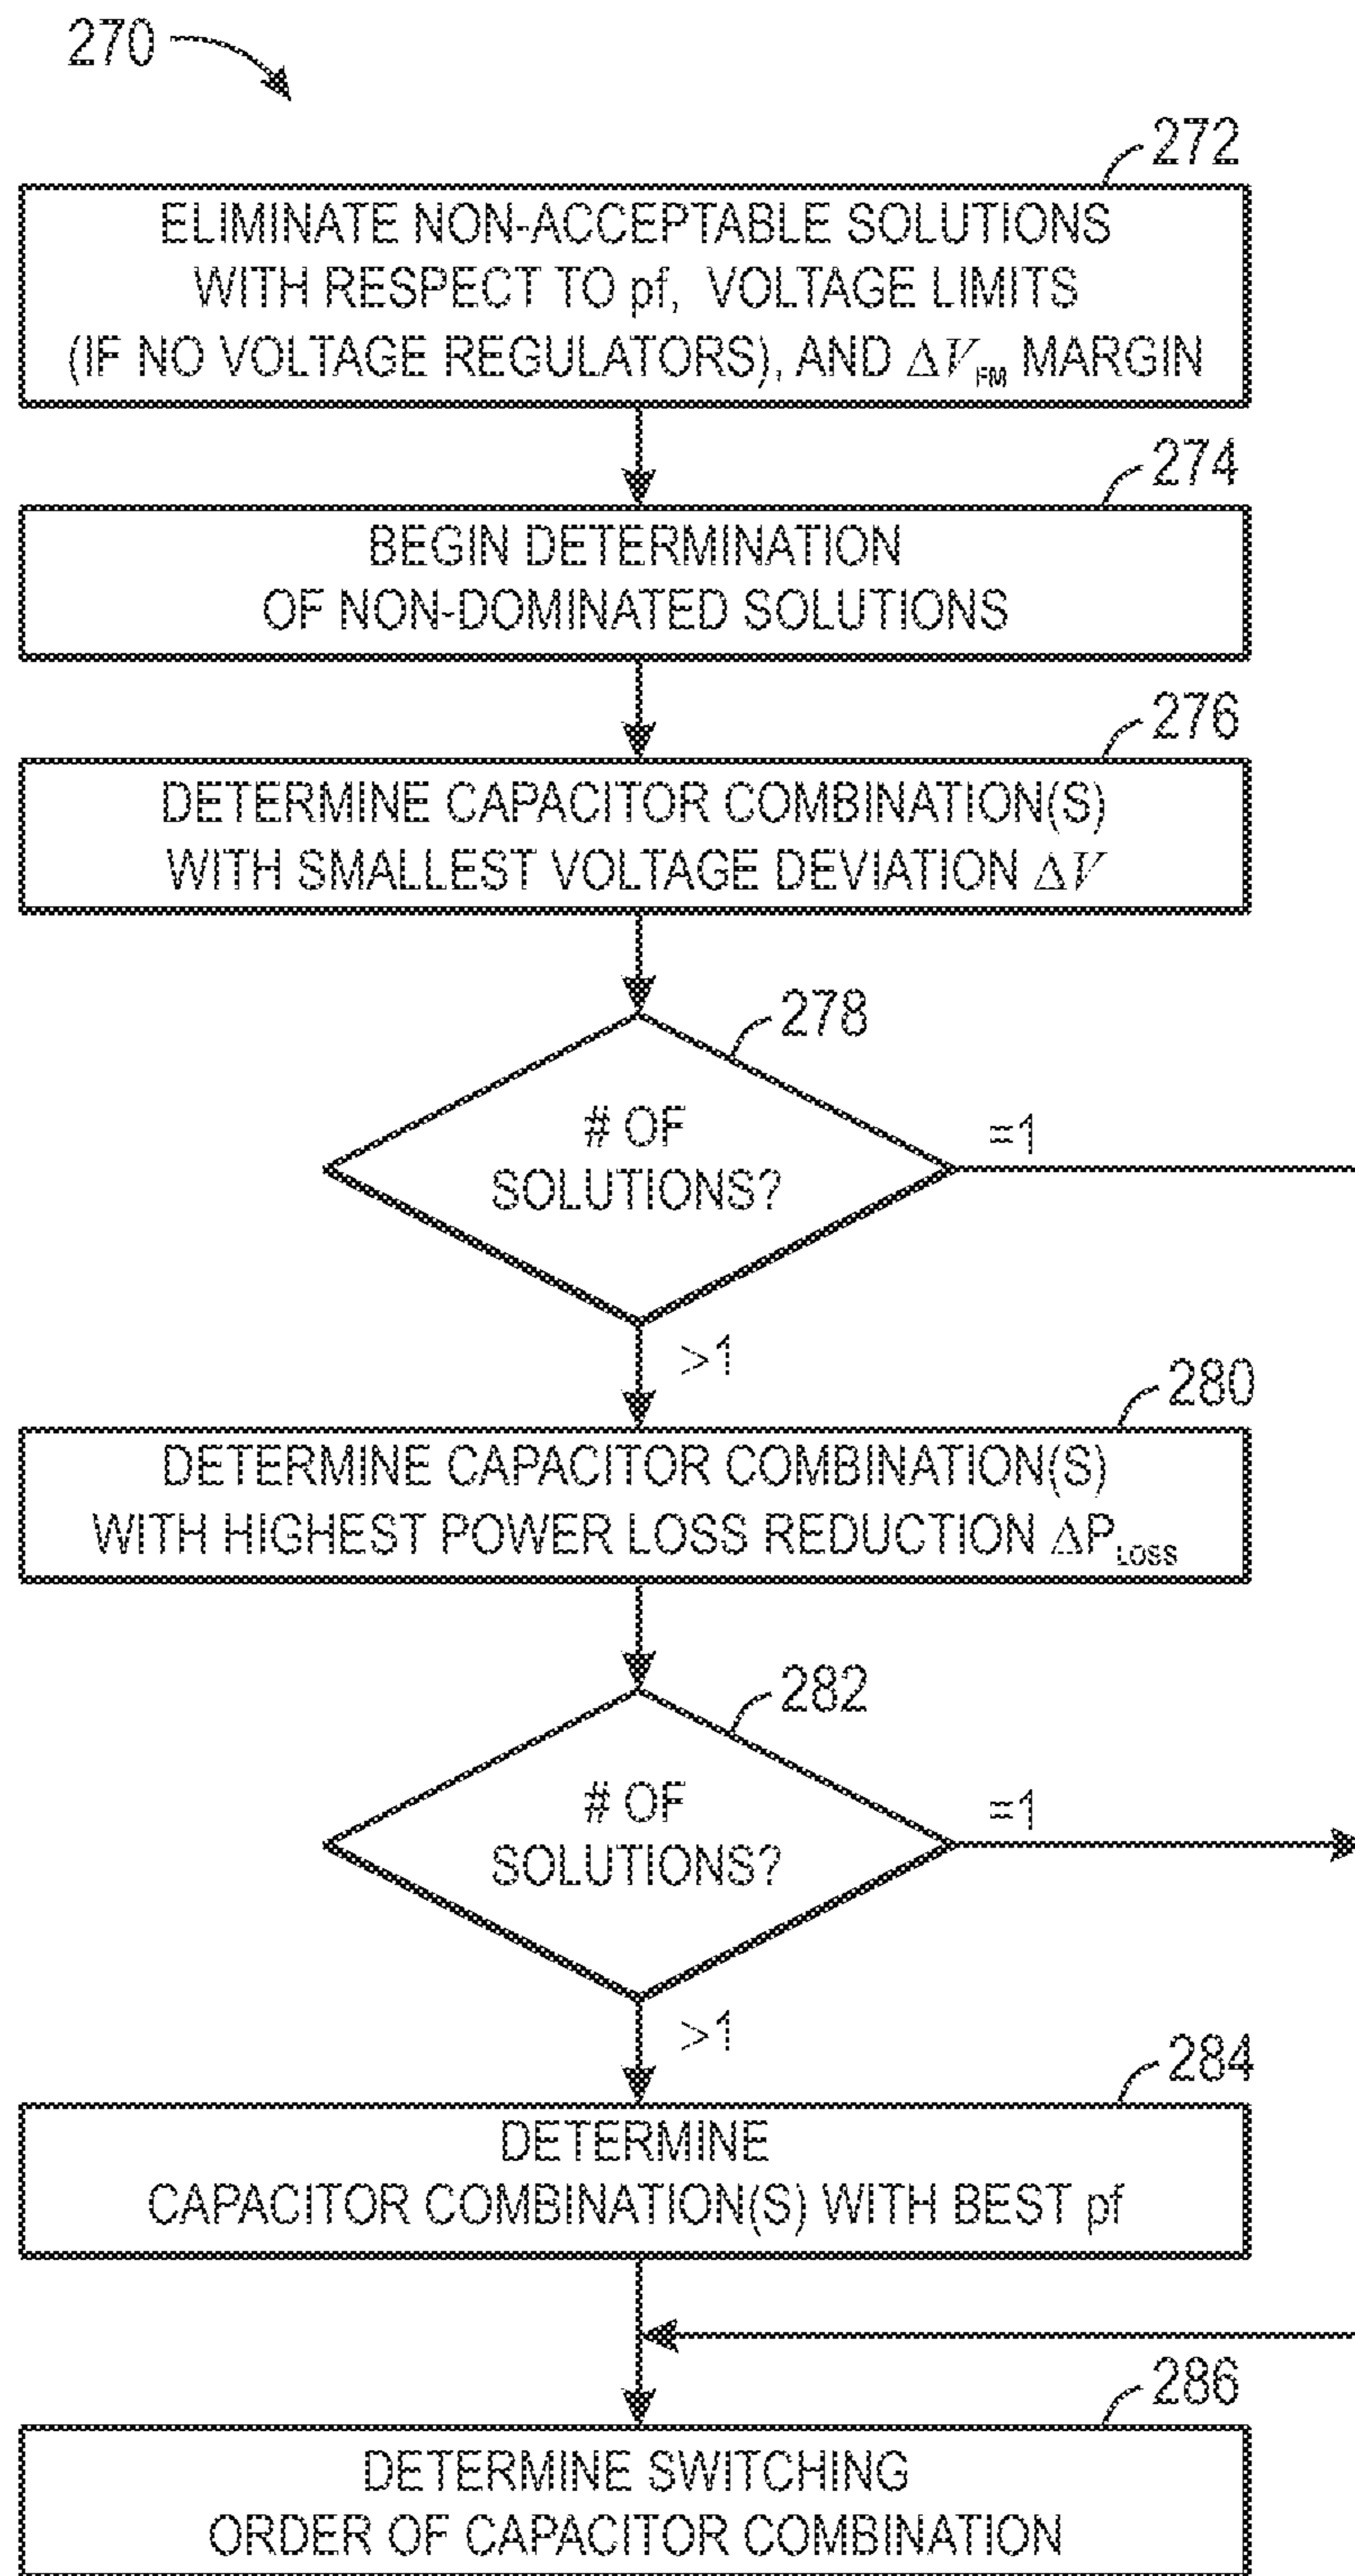 270
272
ELIMINATE NON-ACCEPTABLE SOLUTIONS
WITH RESPECT TO pf, VOLTAGE LIMITS
(IF NO VOLTAGE REGULATORS), AND ΔV_FM MARGIN
274
BEGIN DETERMINATION
OF NON-DOMINATED SOLUTIONS
276
DETERMINE CAPACITOR COMBINATION(S)
WITH SMALLEST VOLTAGE DEVIATION ΔV
278
# OF
SOLUTIONS?
=1
>1
280
DETERMINE CAPACITOR COMBINATION(S)
WITH HIGHEST POWER LOSS REDUCTION ΔP_LOSS
282
# OF
SOLUTIONS?
=1
>1
284
DETERMINE
CAPACITOR COMBINATION(S) WITH BEST pf
286
DETERMINE SWITCHING
ORDER OF CAPACITOR COMBINATION